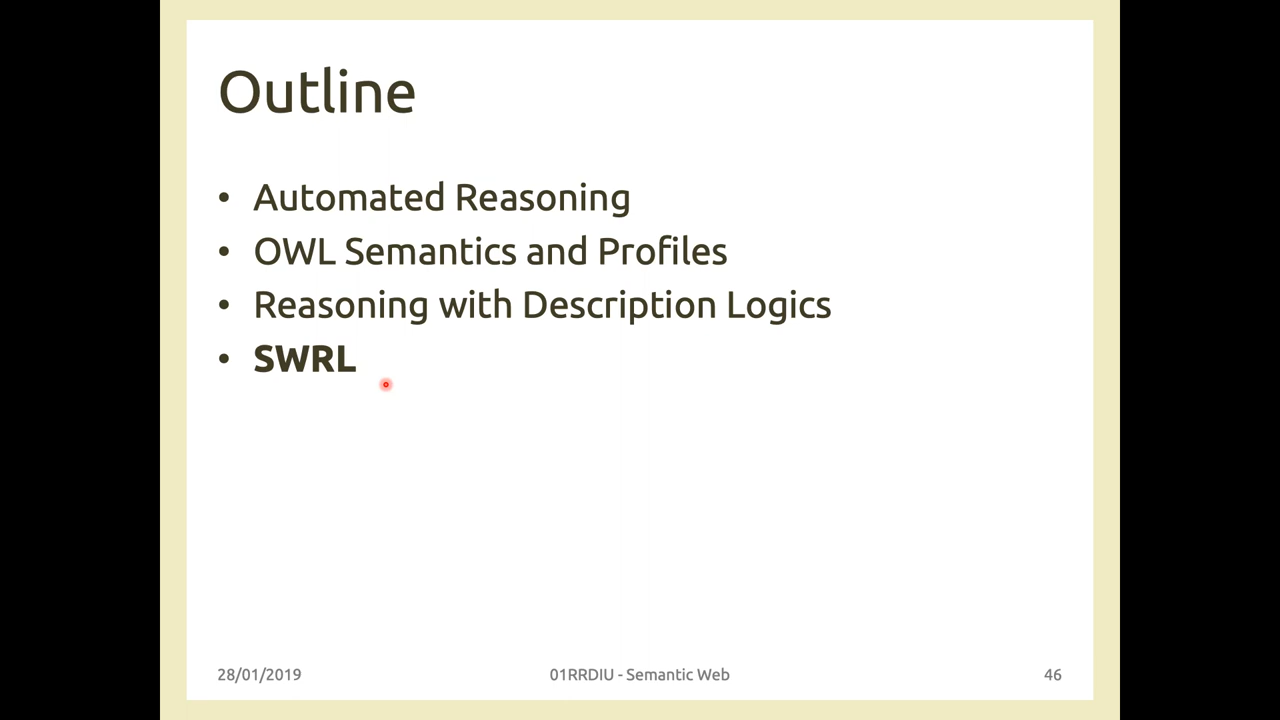 Outline
• Automated Reasoning
• OWL Semantics and Profiles
• Reasoning with Description Logics
• SWRL
28/01/2019
01RRDIU - Semantic Web
46